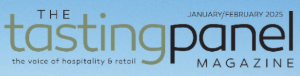 THE
JANUARY/FEBRUARY 2025
tastingpanel
the voice of hospitality & retail
MAGAZINE